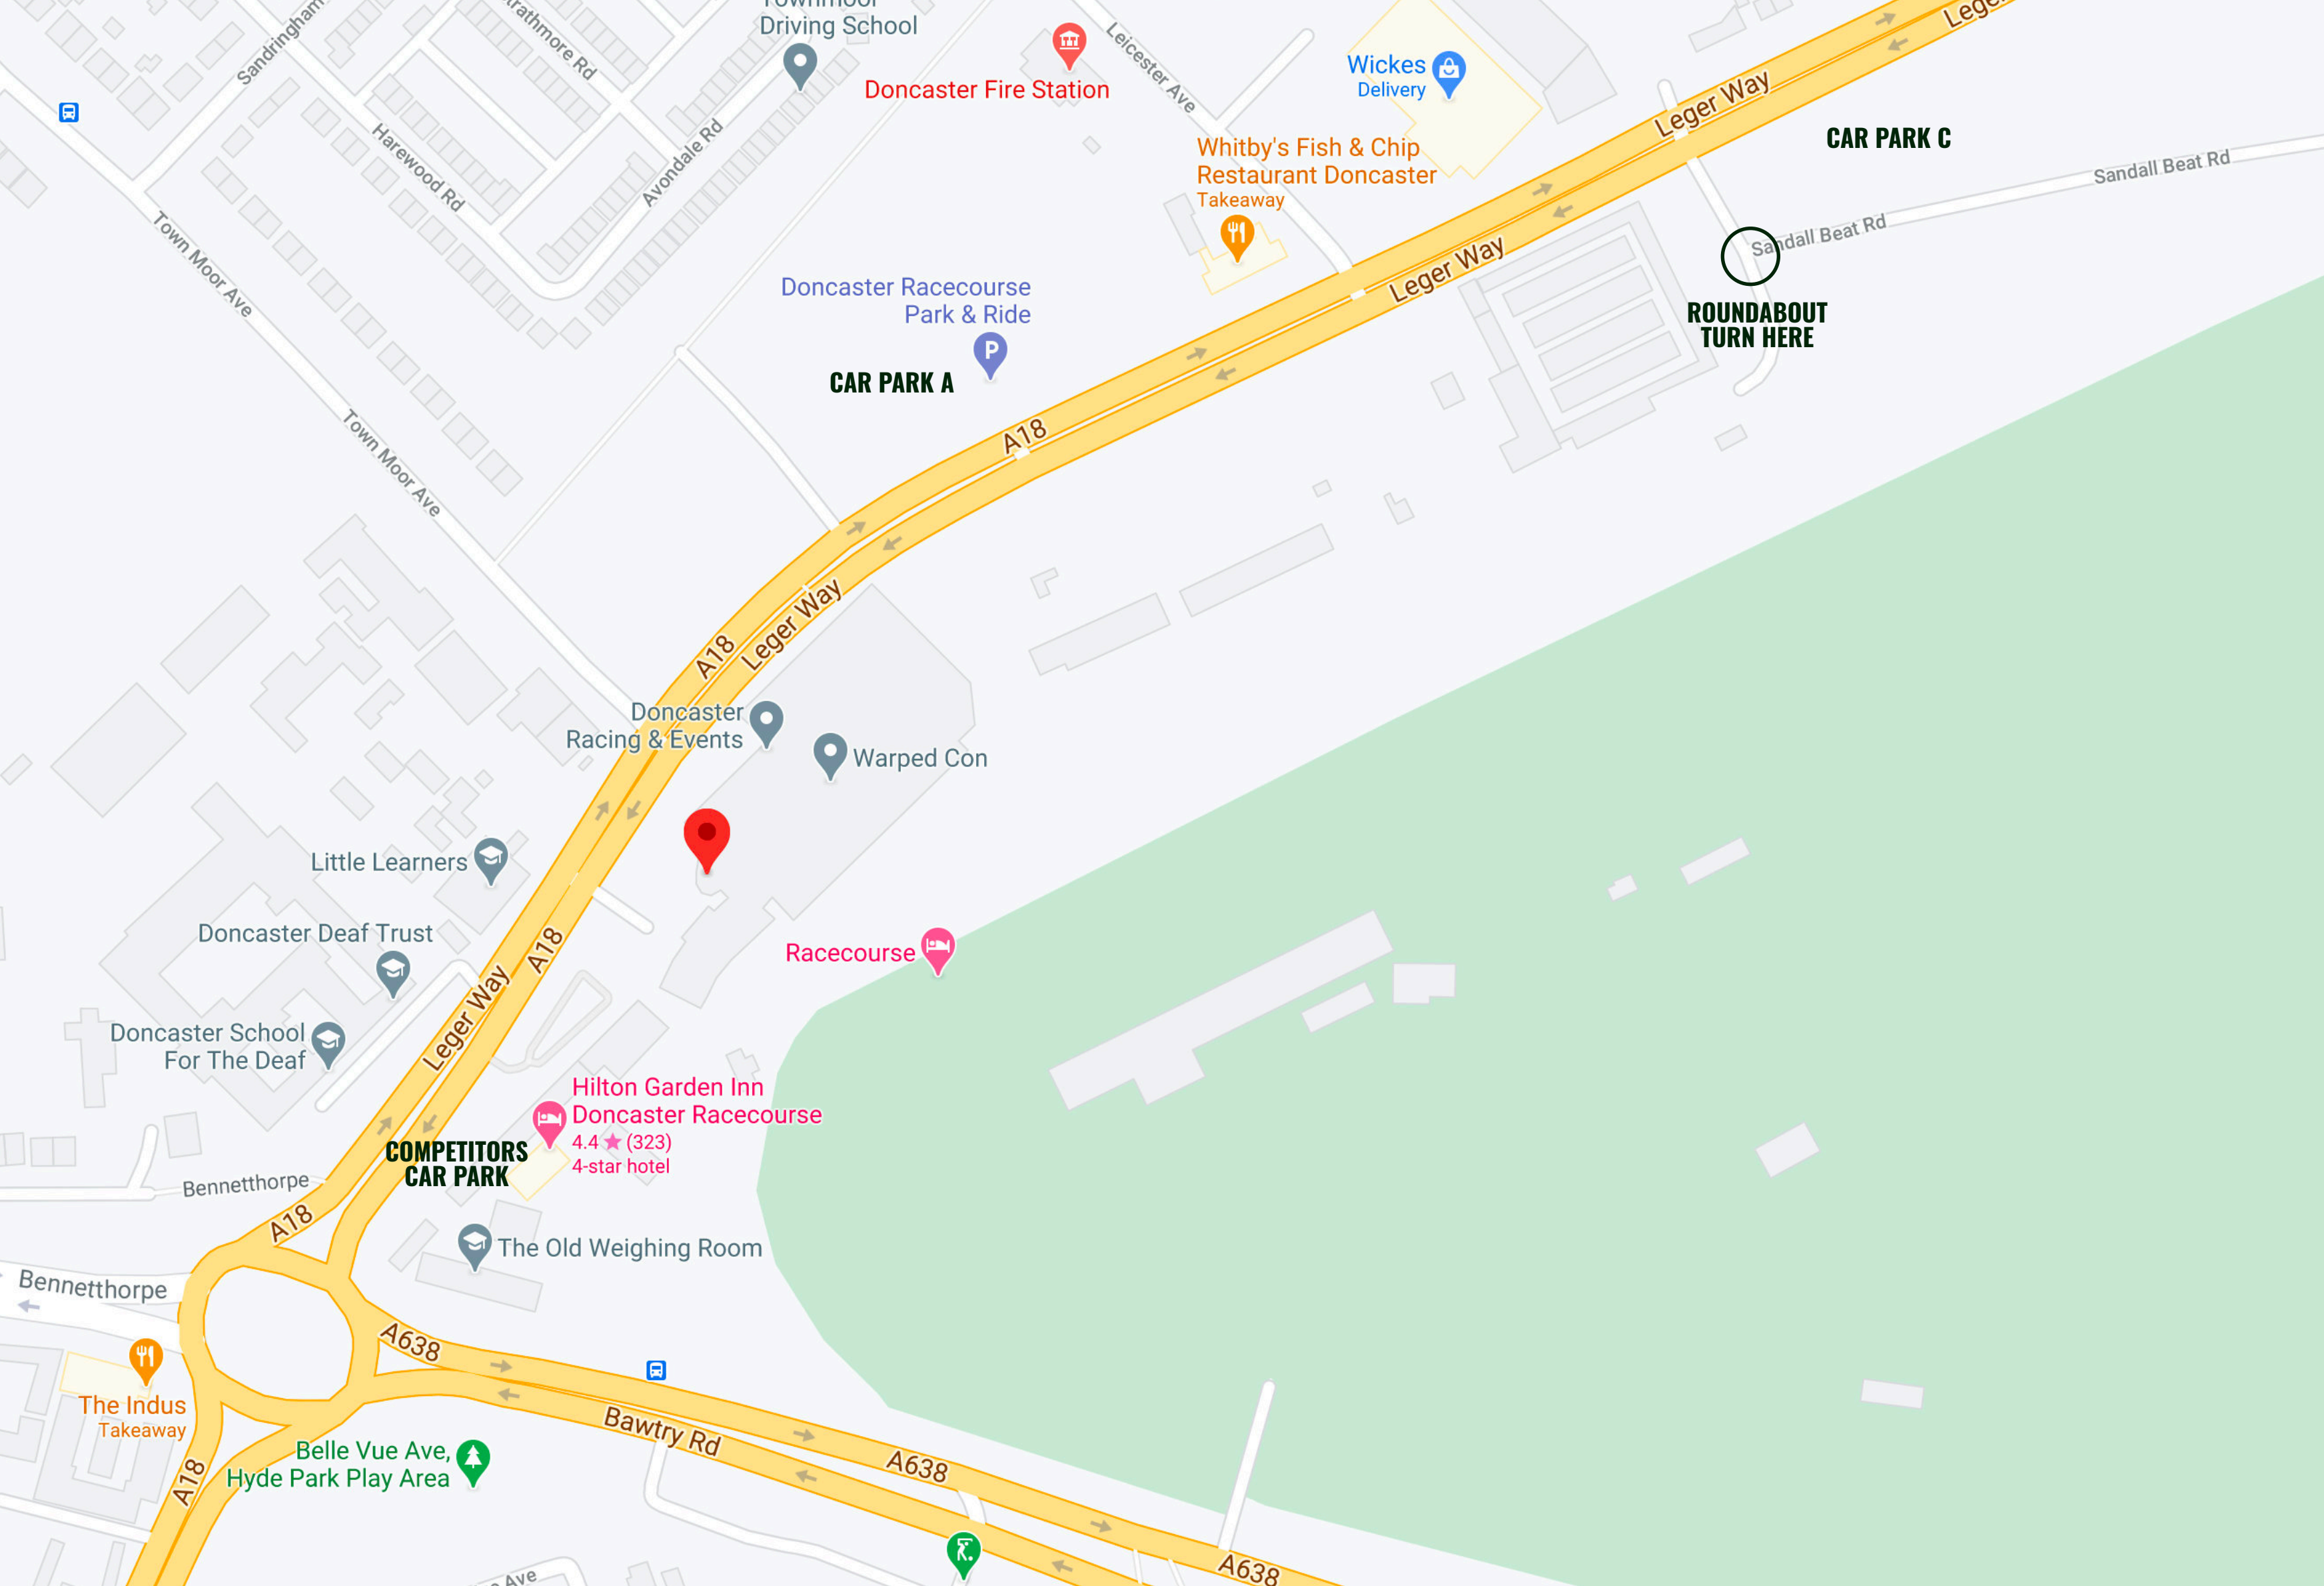 Townmoor
Driving School
Sandringham
Strathmore Rd
Leicester Ave
Leger
Wickes
Delivery
Doncaster Fire Station
Leger Way
CAR PARK C
Harewood Rd
Avondale Rd
Whitby's Fish & Chip
Restaurant Doncaster
Takeaway
Sandall Beat Rd
Sandall Beat Rd
Town Moor Ave
Leger Way
Doncaster Racecourse
Park & Ride
P
CAR PARK A
ROUNDABOUT
TURN HERE
A18
Town Moor Ave
Leger Way
A18
Doncaster
Racing & Events
Warped Con
Little Learners
Doncaster Deaf Trust
A18
Racecourse
Leger Way
Doncaster School
For The Deaf
Hilton Garden Inn
Doncaster Racecourse
4.4 ★ (323)
4-star hotel
COMPETITORS
CAR PARK
Bennetthorpe
A18
The Old Weighing Room
Bennetthorpe
A638
The Indus
Takeaway
Bawtry Rd
Belle Vue Ave,
Hyde Park Play Area
A638
A18
A638
Ave